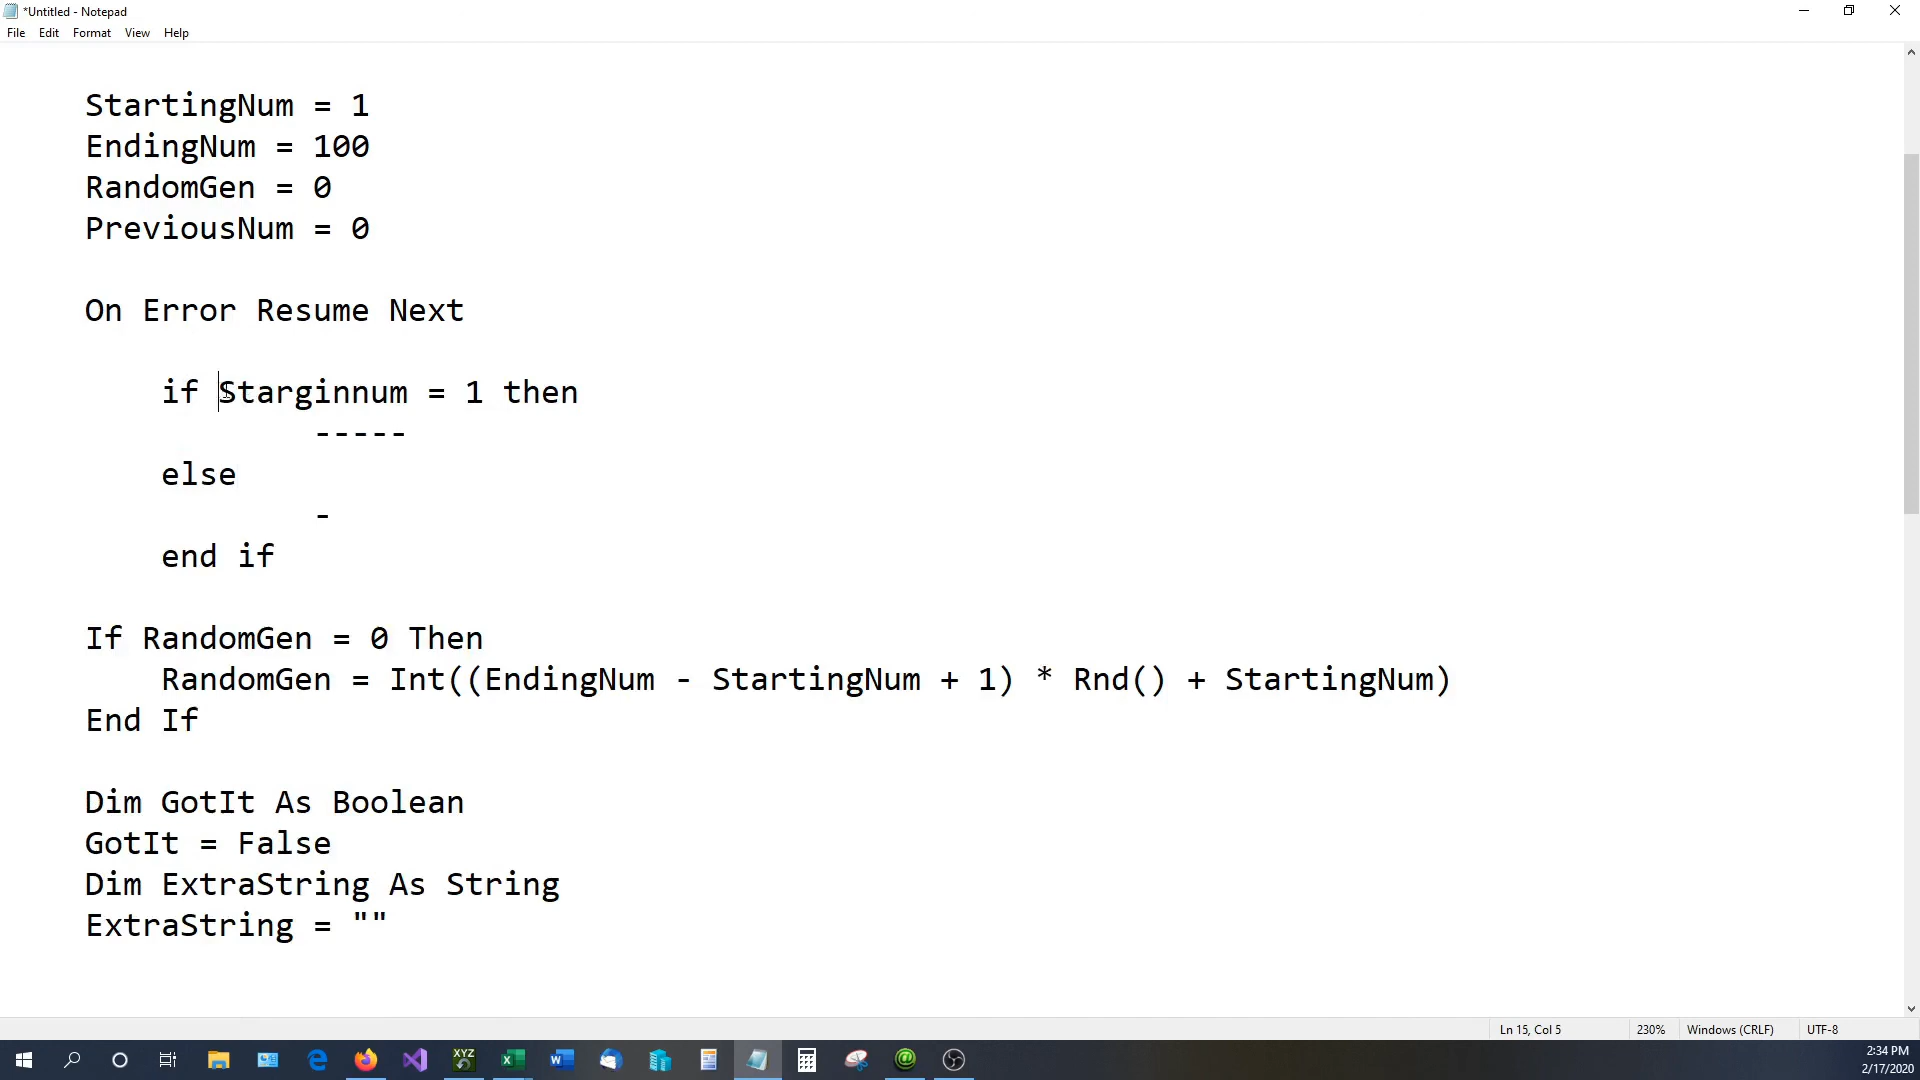 *Untitled - Notepad
File Edit Format View Help
StartingNum = 1
EndingNum = 100
RandomGen = 0
PreviousNum = 0
On Error Resume Next
if Starginnum = 1 then
-----
else
-
end if
If RandomGen = 0 Then
RandomGen = Int((EndingNum - StartingNum + 1) * Rnd() + StartingNum)
End If
Dim GotIt As Boolean
GotIt = False
Dim ExtraString As String
ExtraString = ""
Ln 15, Col 5 230% Windows (CRLF) UTF-8
XYZ
2:34 PM
2/17/2020